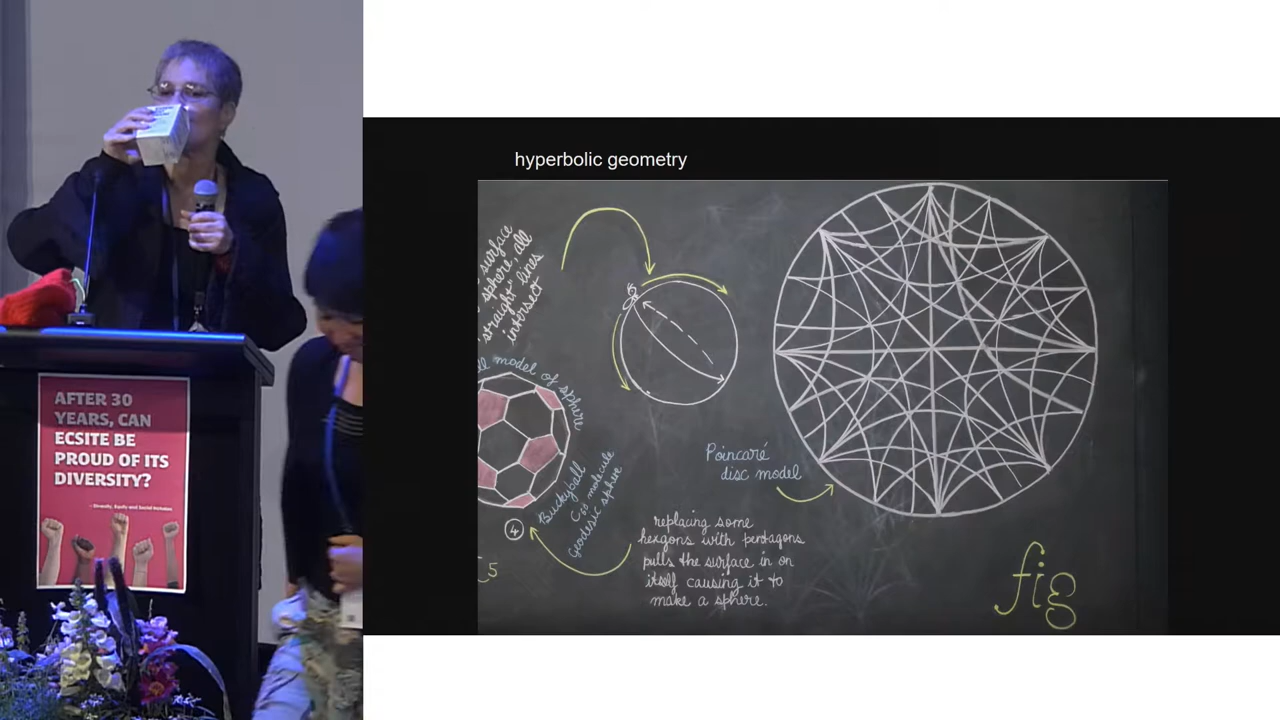 AFTER 30
YEARS, CAN
ECSITE BE
PROUD OF ITS
DIVERSITY?
hyperbolic geometry
surface
sphere, all
straight" lines
intersect
model of sphere
Buckyball
C60 molecule
Geodesic sphere
4
5
Poincaré
disc model
replacing some
hexgons with pentagons
pulls the surface in on
itself causing it to
make a sphere.
fig